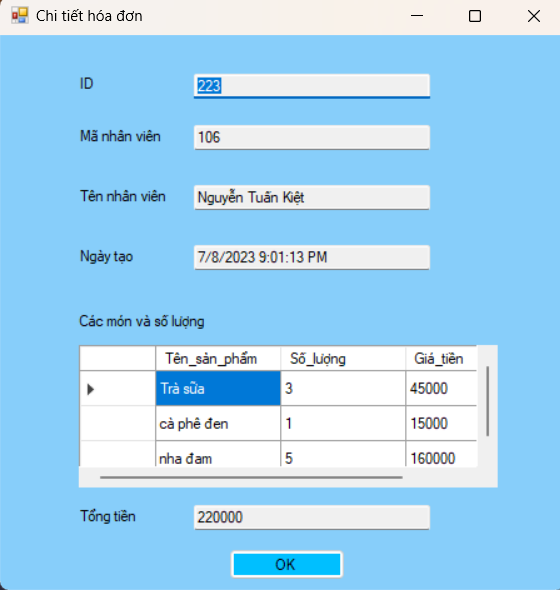 Chi tiết hóa đơn
ID 223
Mã nhân viên 106
Tên nhân viên Nguyễn Tuấn Kiệt
Ngày tạo 7/8/2023 9:01:13 PM
Các món và số lượng
Tên_sản_phẩm Số_lượng Giá_tiền
Trà sữa 3 45000
cà phê đen 1 15000
nha đam 5 160000
Tổng tiền 220000
OK